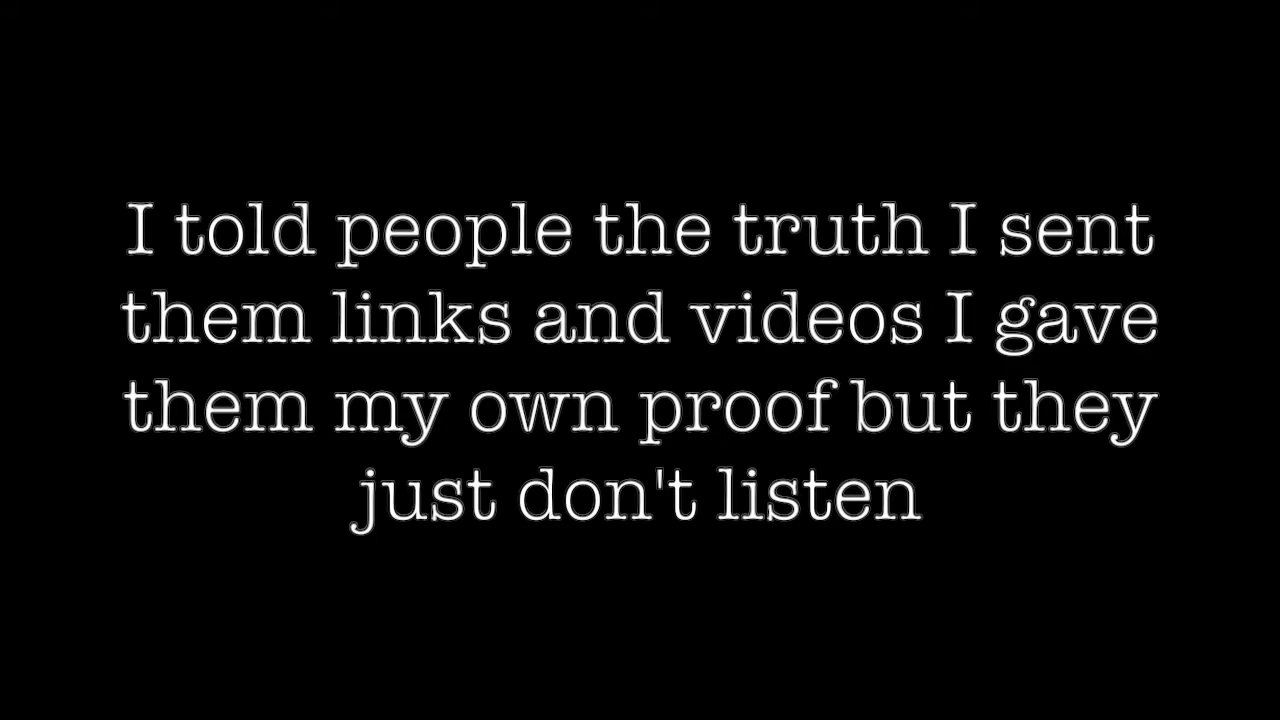 I told people the truth I sent
them links and videos I gave
them my own proof but they
just don't listen